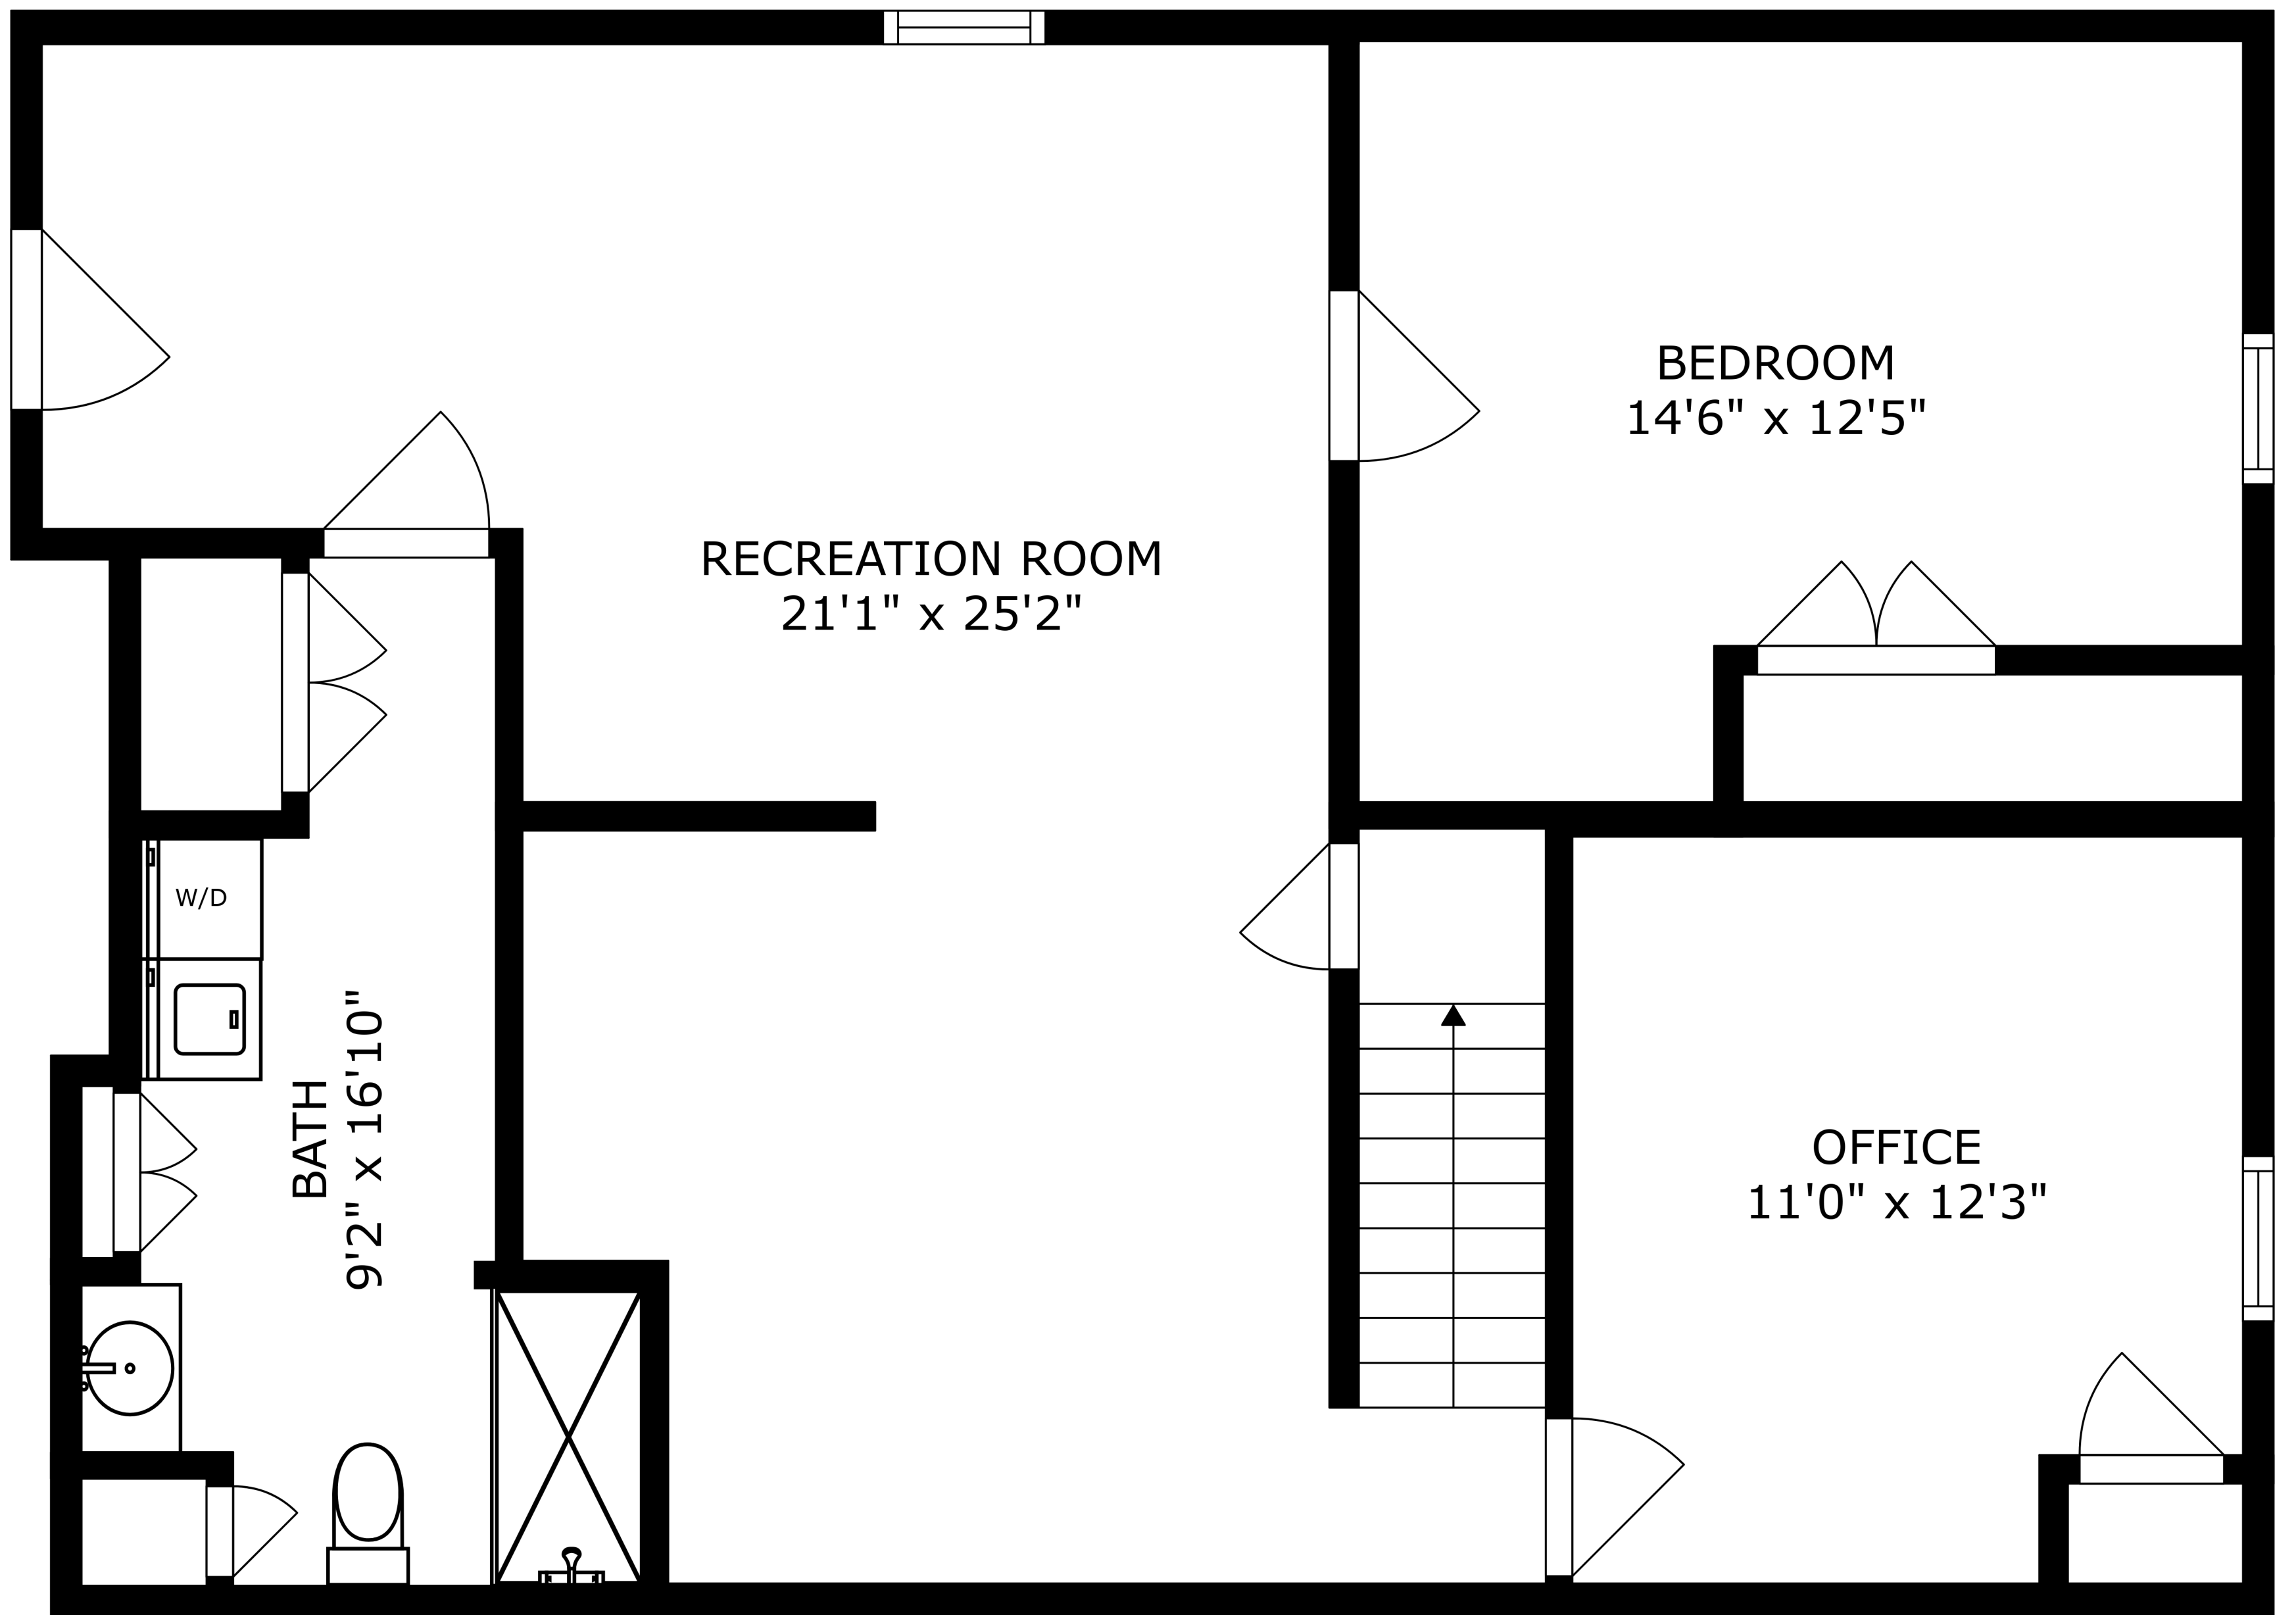 BEDROOM
14'6" x 12'5"
RECREATION ROOM
21'1" x 25'2"
W/D
BATH
9'2" x 16'10"
OFFICE
11'0" x 12'3"